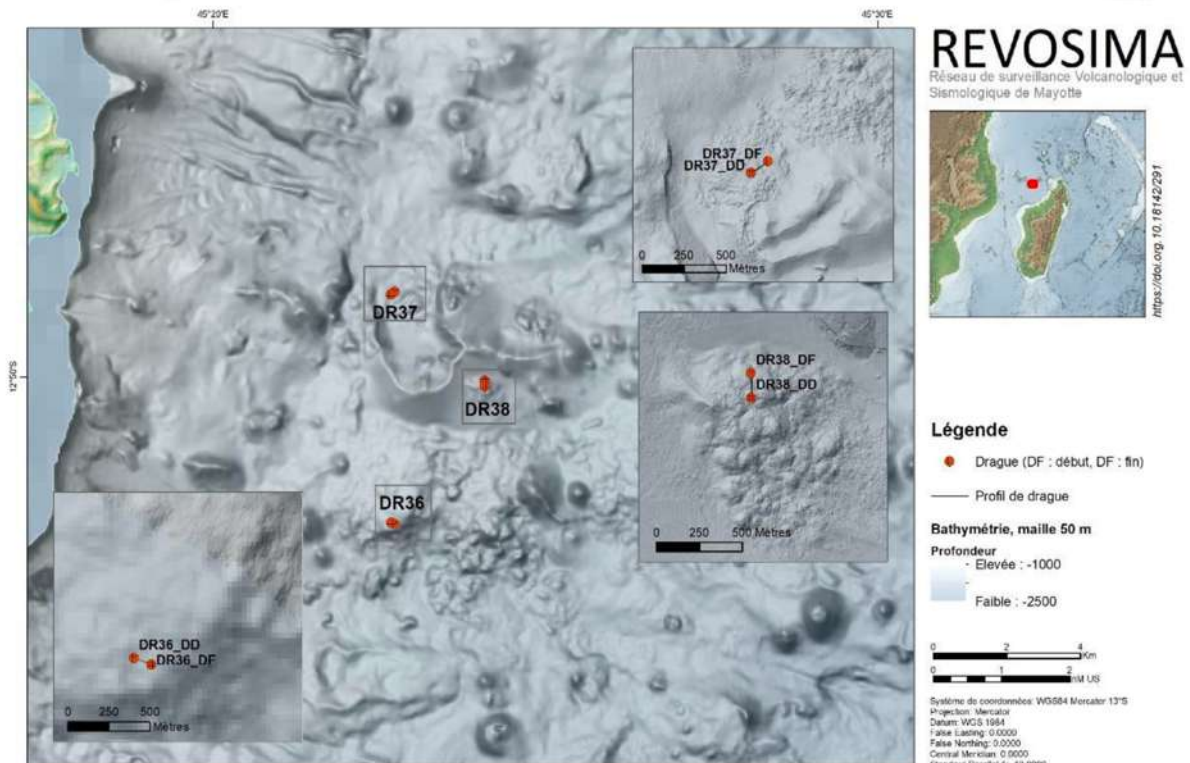 45°20'E
45°30'E
12°50'S
DR37
DR38
DR36
DR37_DF
DR37_DD
0 250 500
Mètres
DR38_DF
DR38_DD
0 250 500 Mètres
DR36_DD
DR36_DF
0 250 500
Mètres
REVOSIMA
Réseau de surveillance Volcanologique et
Sismologique de Mayotte
https://doi.org.10.18142/291
Légende
Drague (DF : début, DF : fin)
Profil de drague
Bathymétrie, maille 50 m
Profondeur
Elevée : -1000
Faible : -2500
0 2 4
Km
0 1 2
nM US
Système de coordonnées: WGS84 Mercator 13°S
Projection: Mercator
Datum: WGS 1984
False Easting: 0.0000
False Northing: 0.0000
Central Meridian: 0.0000